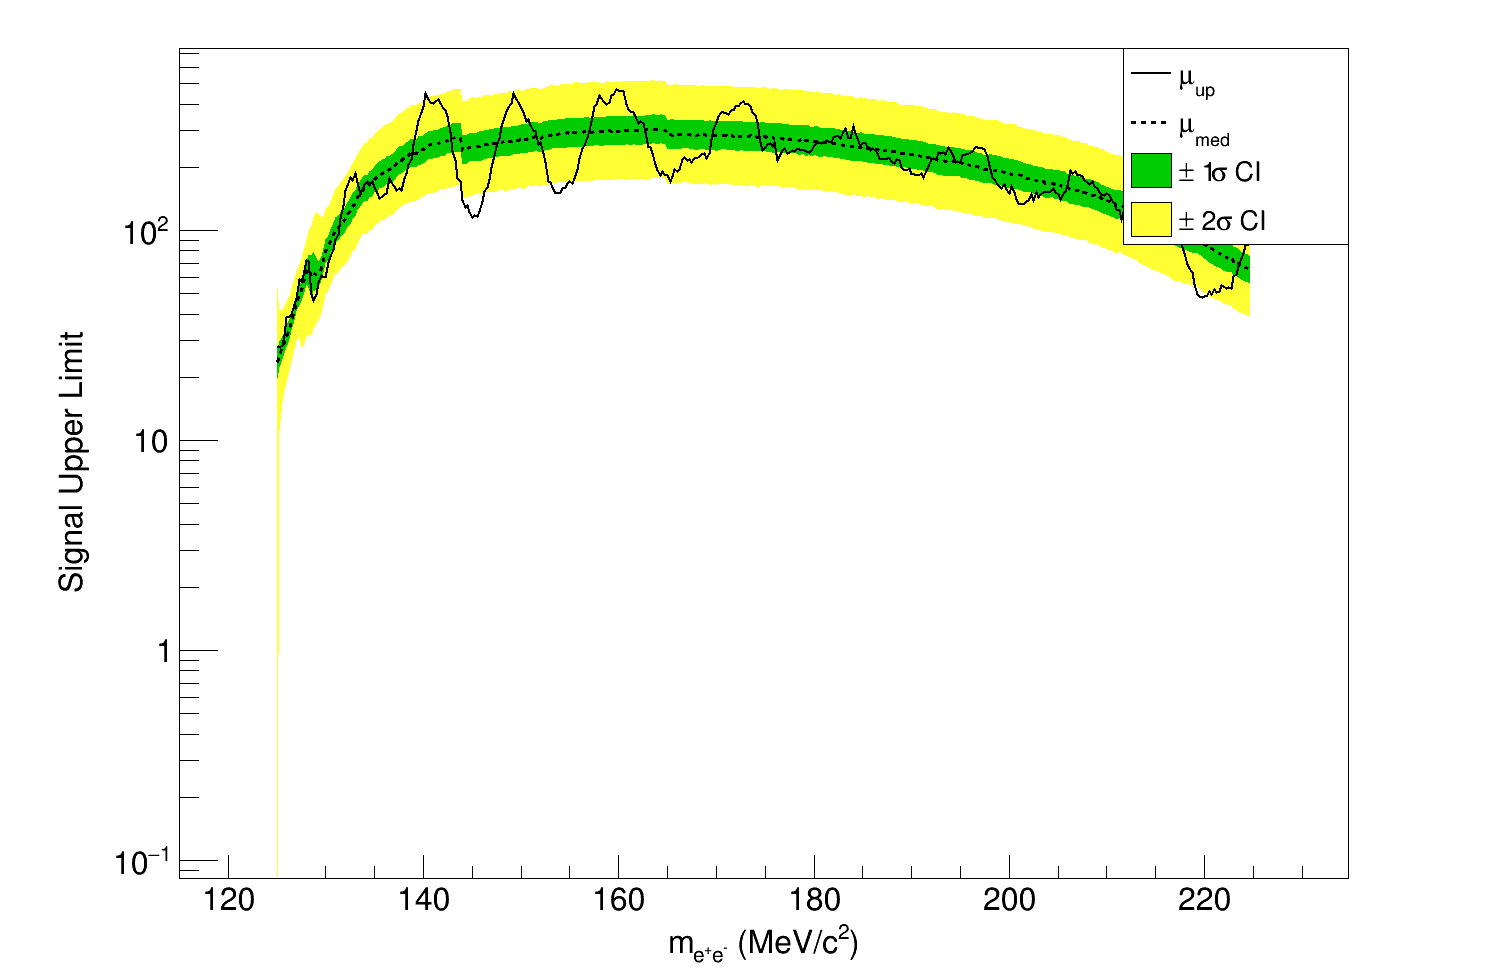 μup
μmed
± 1σ CI
± 2σ CI
Signal Upper Limit
10²
10
1
10⁻¹
120 140 160 180 200 220
me⁺e⁻ (MeV/c²)